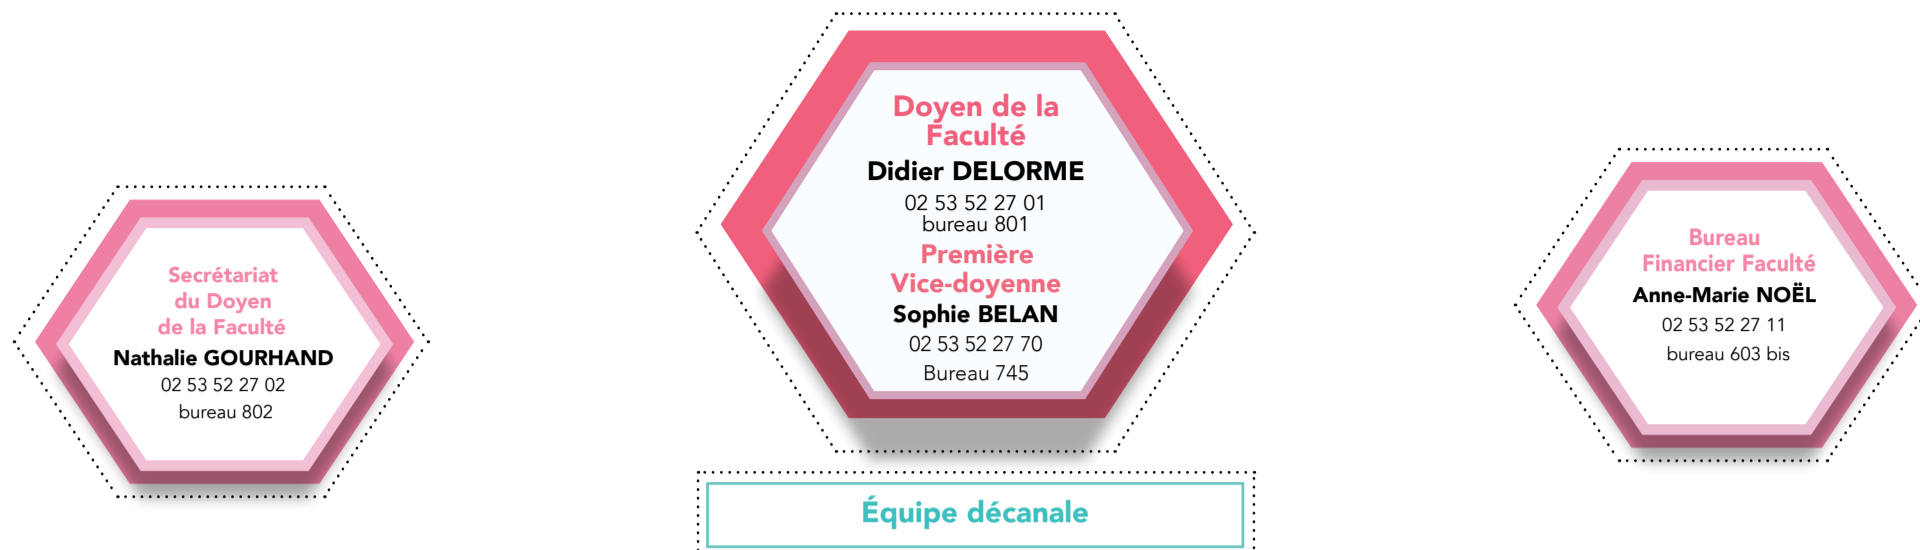 Doyen de la
Faculté
Didier DELORME
02 53 52 27 01
bureau 801
Première
Vice-doyenne
Sophie BELAN
02 53 52 27 70
Bureau 745
Secrétariat
du Doyen
de la Faculté
Nathalie GOURHAND
02 53 52 27 02
bureau 802
Bureau
Financier Faculté
Anne-Marie NOËL
02 53 52 27 11
bureau 603 bis
Équipe décanale